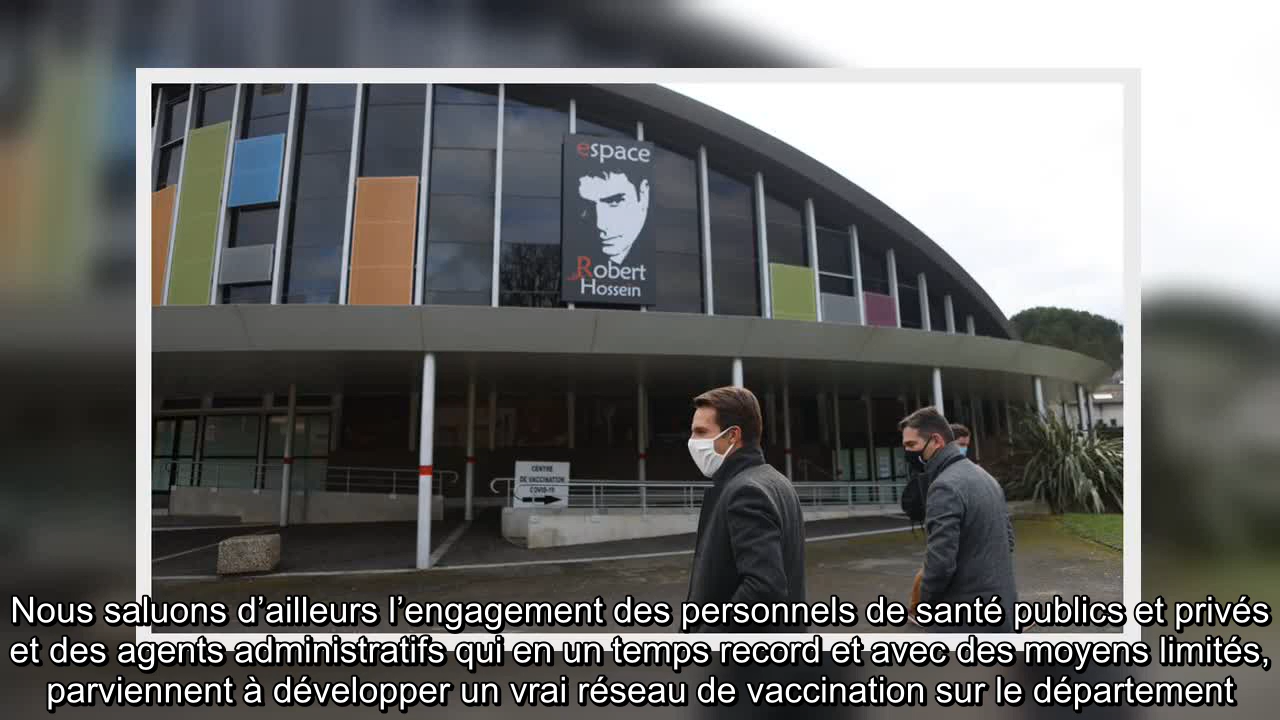 espace
Robert
Hossein
CENTRE
DE VACCINATION
COVID-19
Nous saluons d’ailleurs l’engagement des personnels de santé publics et privés
et des agents administratifs qui en un temps record et avec des moyens limités,
parviennent à développer un vrai réseau de vaccination sur le département